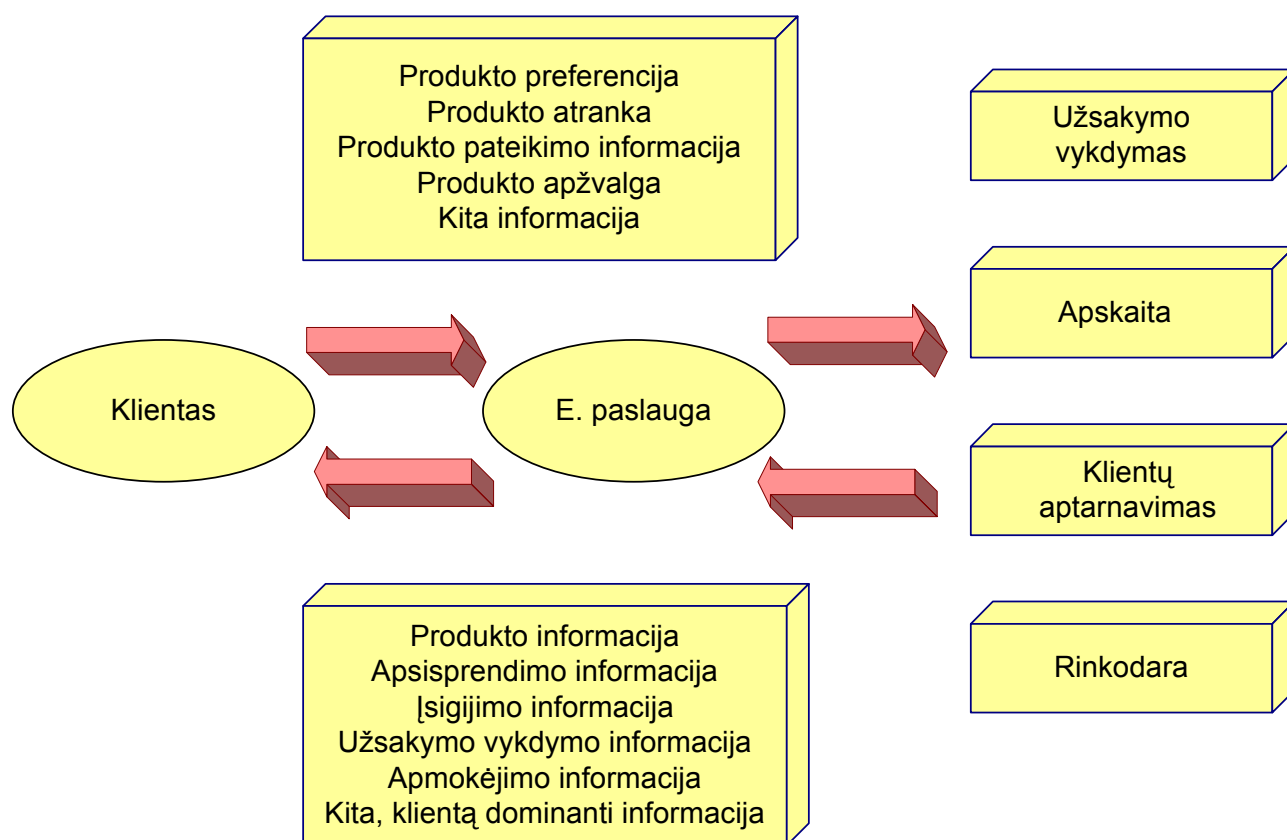 Produkto preferencija
Produkto atranka
Produkto pateikimo informacija
Produkto apžvalga
Kita informacija
Užsakymo
vykdymas
Apskaita
Klientas
E. paslauga
Klientų
aptarnavimas
Produkto informacija
Apsisprendimo informacija
Įsigijimo informacija
Užsakymo vykdymo informacija
Apmokėjimo informacija
Kita, klientą dominanti informacija
Rinkodara